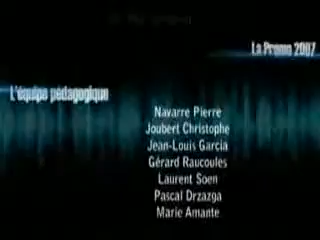 La Promo 2007
L'équipe pédagogique
Navarre Pierre
Joubert Christophe
Jean-Louis Garcia
Gérard Raucoules
Laurent Soen
Pascal Drzazga
Marie Amante